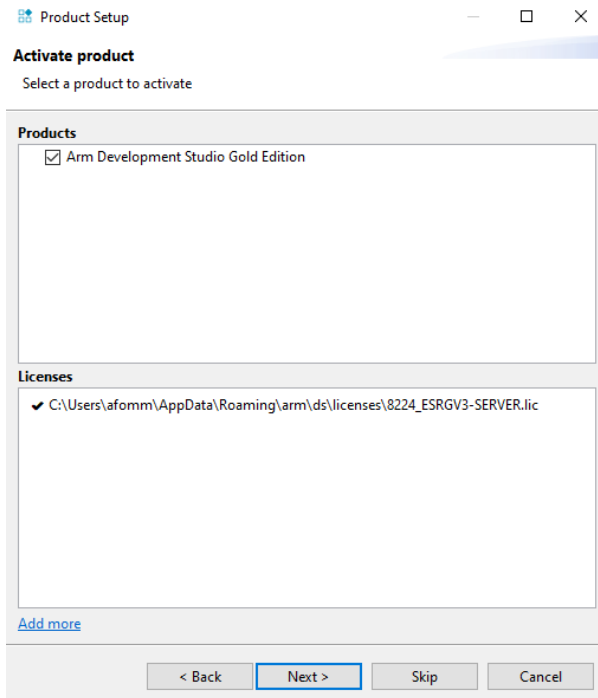 Product Setup
Activate product
Select a product to activate
Products
Arm Development Studio Gold Edition
Licenses
C:\Users\afomm\AppData\Roaming\arm\ds\licenses\8224_ESRGV3-SERVER.lic
Add more
< Back Next > Skip Cancel